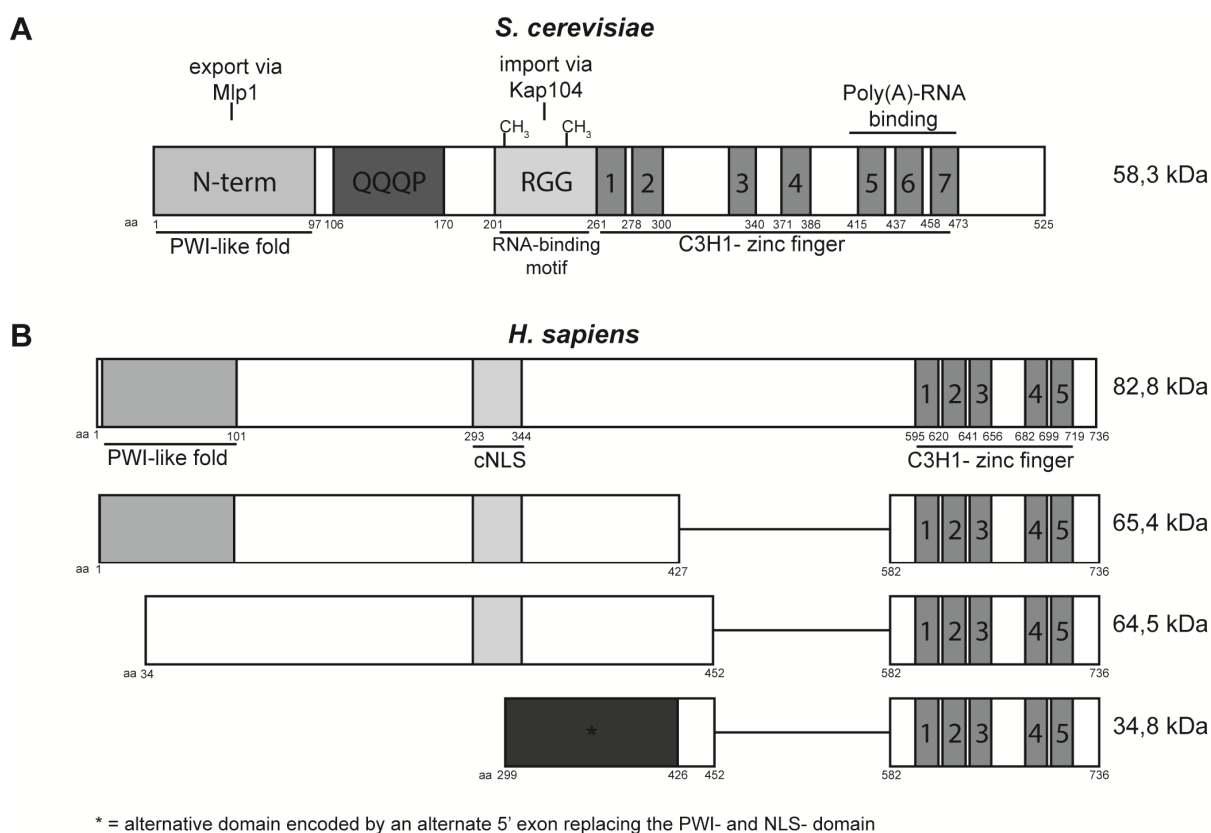 A
S. cerevisiae
export via
Mlp1
import via
Kap104
Poly(A)-RNA
binding
CH3 CH3
N-term QQQP RGG 1 2 3 4 5 6 7 58,3 kDa
aa 1 97 106 170 201 261 278 300 340 371 386 415 437 458 473 525
PWI-like fold RNA-binding C3H1- zinc finger
motif
B
H. sapiens
1 2 3 4 5 82,8 kDa
aa 1 101 293 344 595 620 641 656 682 699 719 736
PWI-like fold cNLS C3H1- zinc finger
1 2 3 4 5 65,4 kDa
aa 1 427 582 736
1 2 3 4 5 64,5 kDa
aa 34 452 582 736
* 1 2 3 4 5 34,8 kDa
aa 299 426 452 582 736
* = alternative domain encoded by an alternate 5' exon replacing the PWI- and NLS- domain